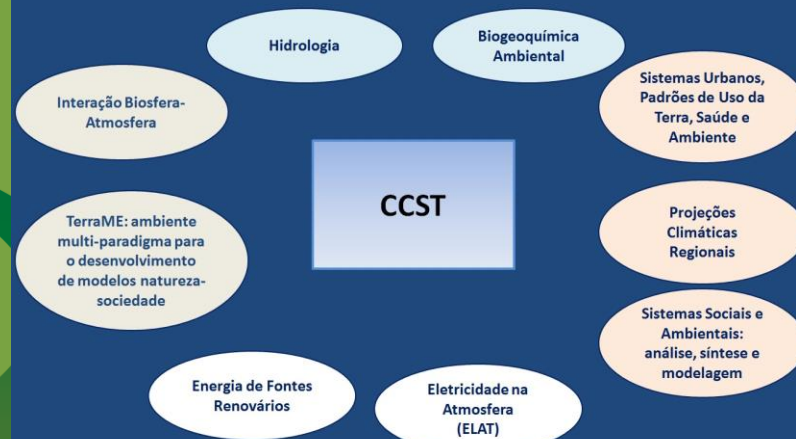 Hidrologia
Biogeoquímica
Ambiental
Interação Biosfera-
Atmosfera
Sistemas Urbanos,
Padrões de Uso da
Terra, Saúde e
Ambiente
CCST
TerraME: ambiente
multi-paradigma para
o desenvolvimento
de modelos natureza-
sociedade
Projeções
Climáticas
Regionais
Sistemas Sociais e
Ambientais:
análise, síntese e
modelagem
Energia de Fontes
Renovários
Eletricidade na
Atmosfera
(ELAT)